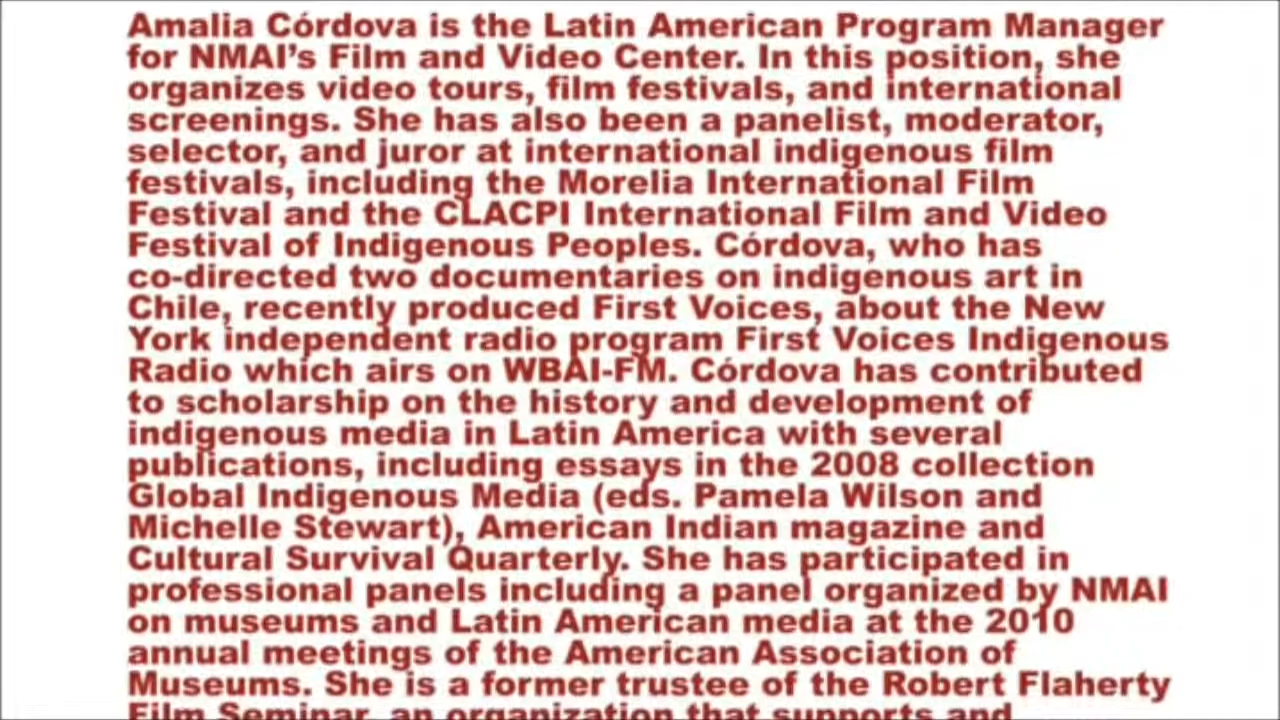 Amalia Córdova is the Latin American Program Manager
for NMAI’s Film and Video Center. In this position, she
organizes video tours, film festivals, and international
screenings. She has also been a panelist, moderator,
selector, and juror at international indigenous film
festivals, including the Morelia International Film
Festival and the CLACPI International Film and Video
Festival of Indigenous Peoples. Córdova, who has
co-directed two documentaries on indigenous art in
Chile, recently produced First Voices, about the New
York independent radio program First Voices Indigenous
Radio which airs on WBAI-FM. Córdova has contributed
to scholarship on the history and development of
indigenous media in Latin America with several
publications, including essays in the 2008 collection
Global Indigenous Media (eds. Pamela Wilson and
Michelle Stewart), American Indian magazine and
Cultural Survival Quarterly. She has participated in
professional panels including a panel organized by NMAI
on museums and Latin American media at the 2010
annual meetings of the American Association of
Museums. She is a former trustee of the Robert Flaherty
Film Seminar, an organization that supports and